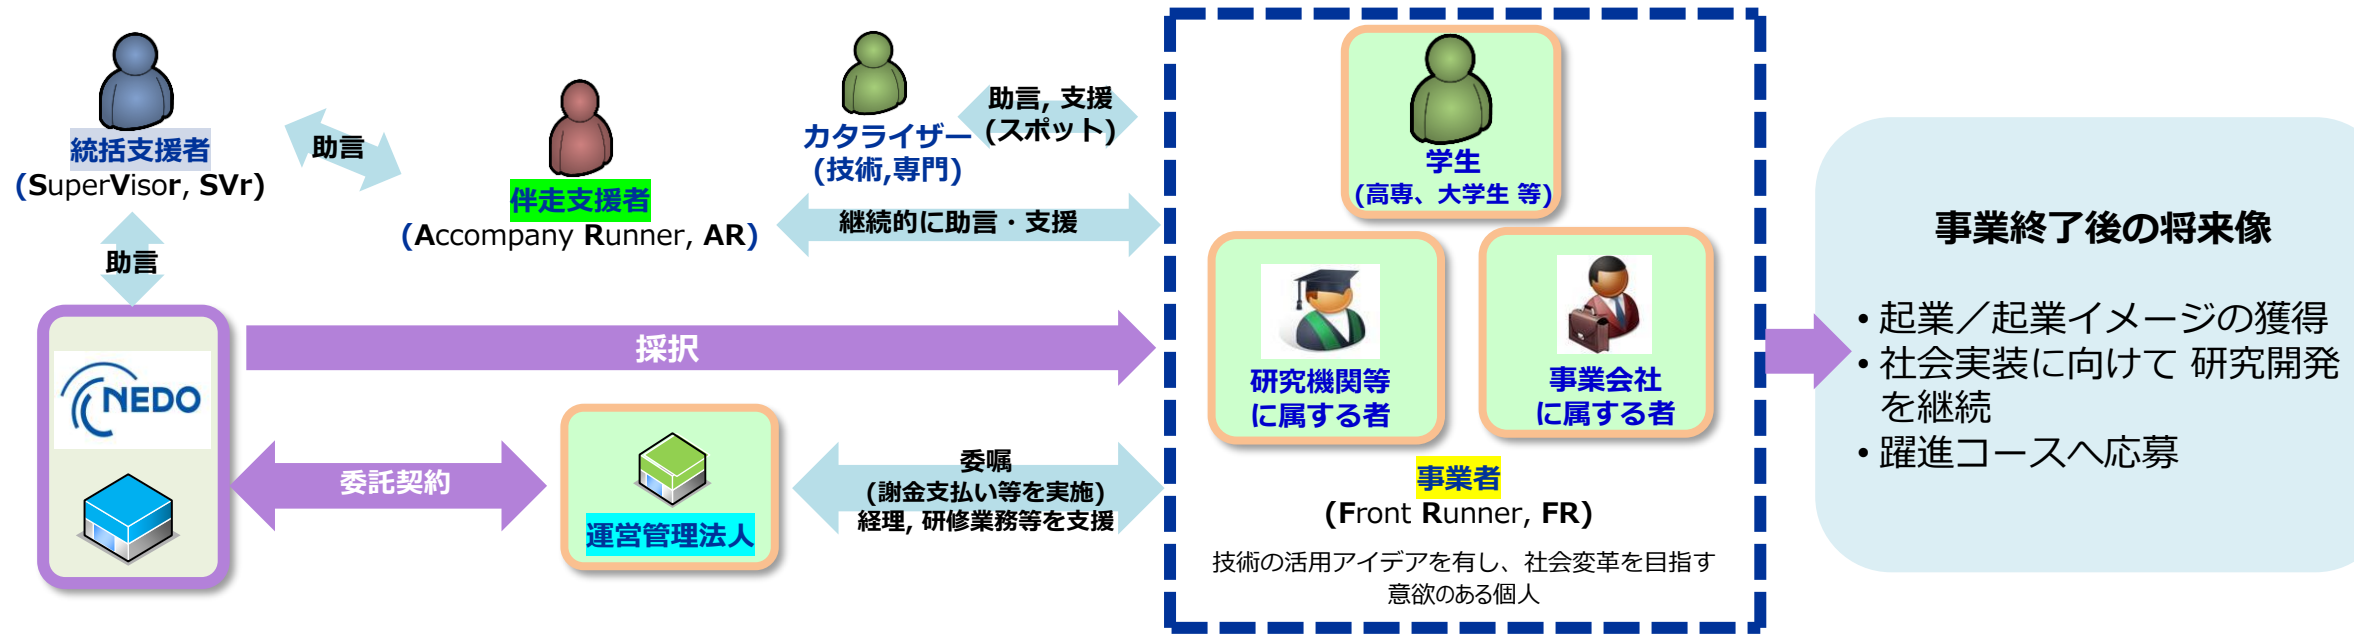 統括支援者
(SuperVisor, SVr)
助言
助言
伴走支援者
(Accompany Runner, AR)
カタライザー
(技術,専門)
助言, 支援
(スポット)
継続的に助言・支援
採択
NEDO
委託契約
運営管理法人
委嘱
(謝金支払い等を実施)
経理, 研修業務等を支援
学生
(高専、大学生 等)
研究機関等
に属する者
事業会社
に属する者
事業者
(Front Runner, FR)
技術の活用アイデアを有し、社会変革を目指す
意欲のある個人
事業終了後の将来像
• 起業／起業イメージの獲得
• 社会実装に向けて 研究開発
を継続
• 躍進コースへ応募